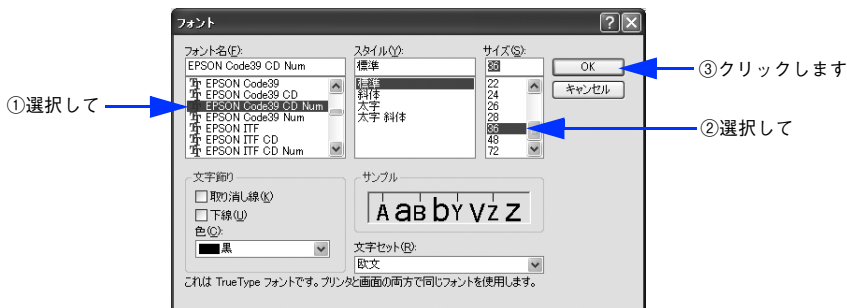 フォント
フォント名(F):
EPSON Code39 CD Num
EPSON Code39
EPSON Code39 CD
EPSON Code39 CD Num
EPSON Code39 Num
EPSON ITF
EPSON ITF CD
EPSON ITF CD Num
スタイル(Y):
標準
標準
斜体
太字
太字 斜体
サイズ(S):
36
22
24
26
28
36
48
72
OK
キャンセル
①選択して
②選択して
③クリックします
文字飾り
取り消し線(K)
下線(U)
色(C):
黒
サンプル
AaBbYyZz
文字セット(R):
欧文
これは TrueType フォントです。プリンタと画面の両方で同じフォントを使用します。